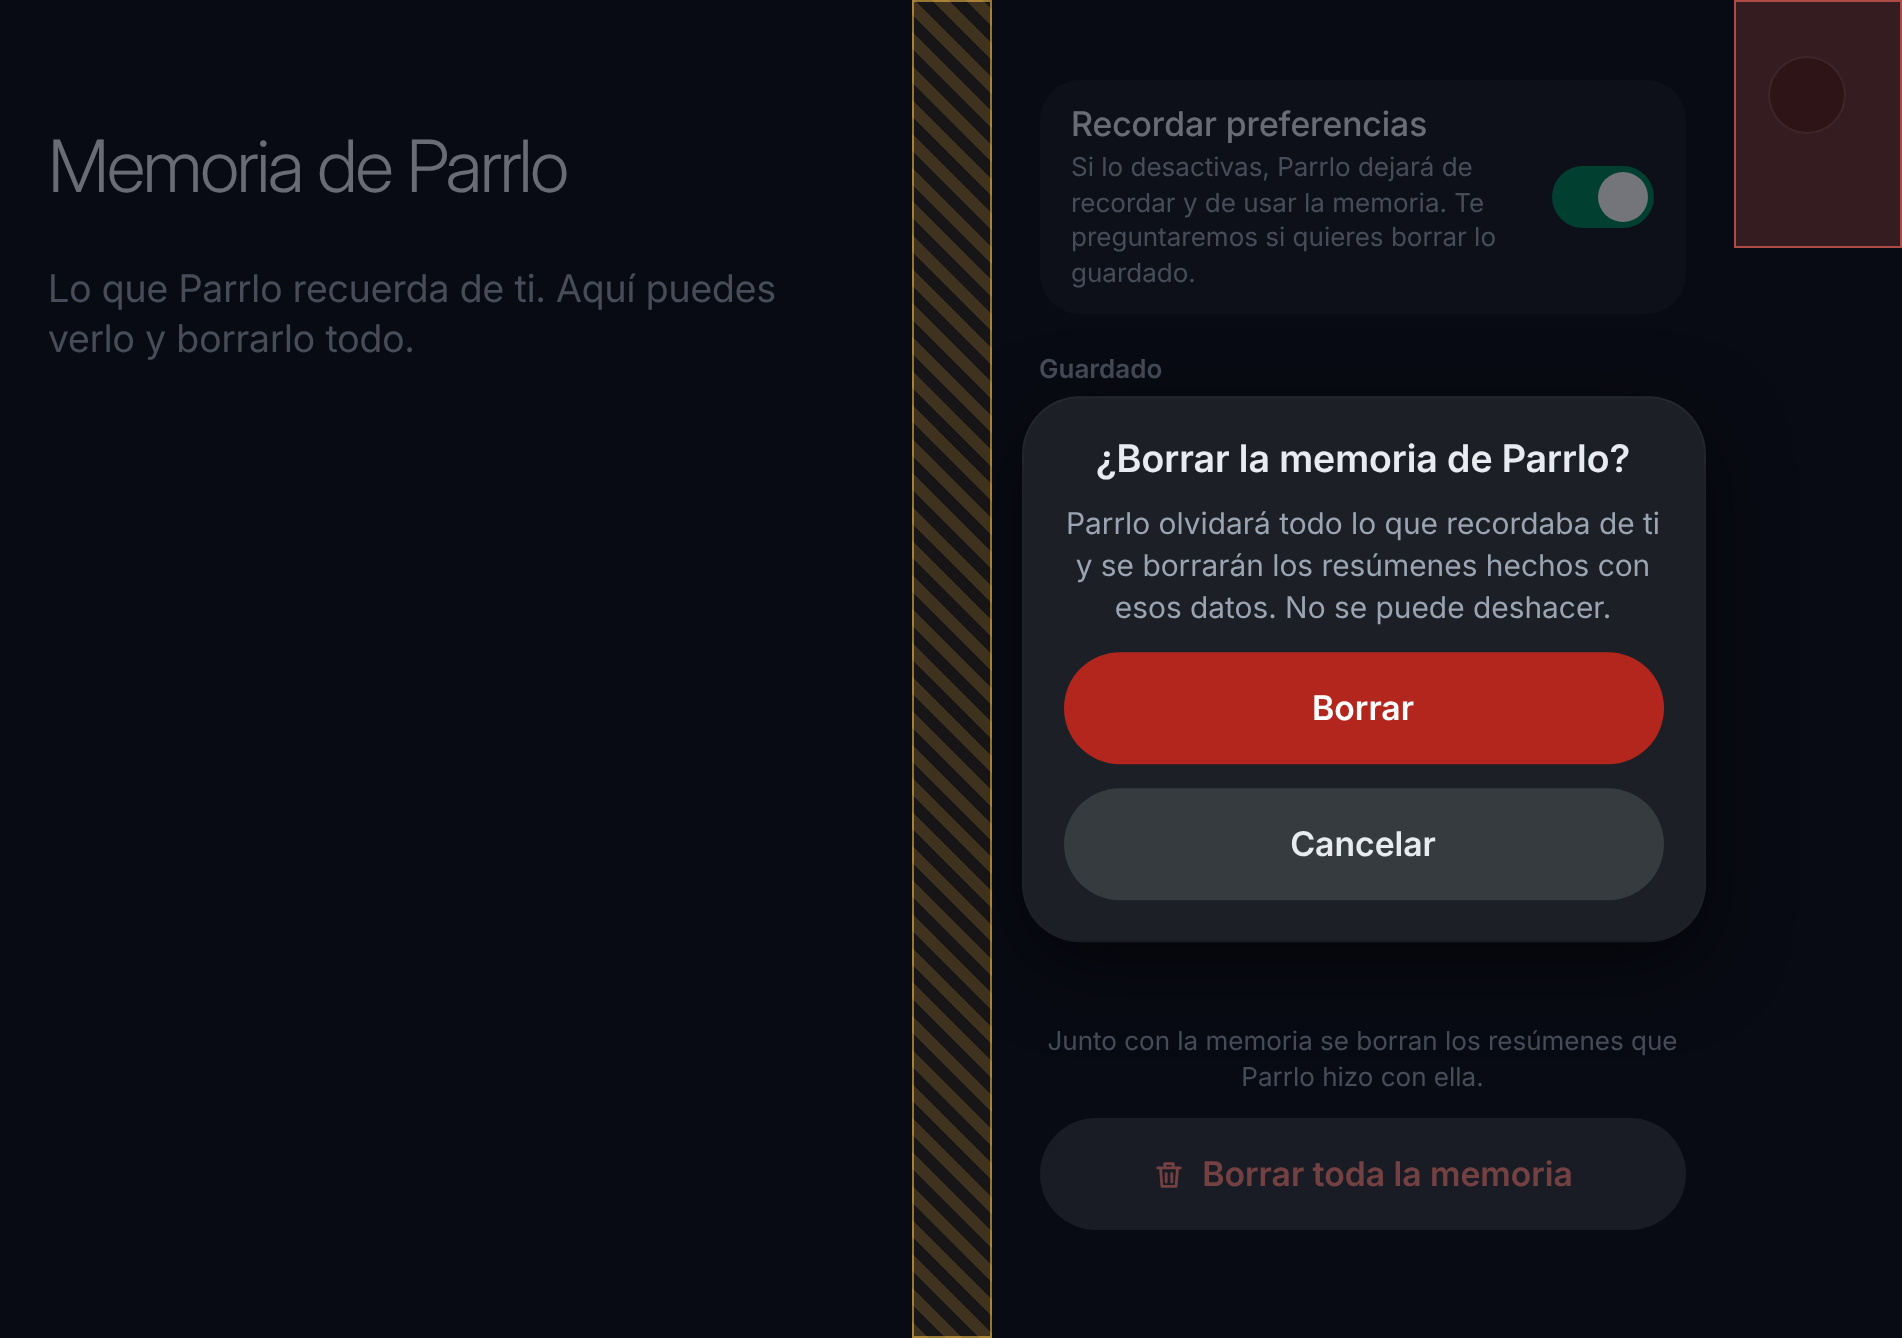 Memoria de Parrlo
Lo que Parrlo recuerda de ti. Aquí puedes
verlo y borrarlo todo.
Recordar preferencias
Si lo desactivas, Parrlo dejará de
recordar y de usar la memoria. Te
preguntaremos si quieres borrar lo
guardado.
Guardado
¿Borrar la memoria de Parrlo?
Parrlo olvidará todo lo que recordaba de ti
y se borrarán los resúmenes hechos con
esos datos. No se puede deshacer.
Borrar
Cancelar
Junto con la memoria se borran los resúmenes que
Parrlo hizo con ella.
Borrar toda la memoria